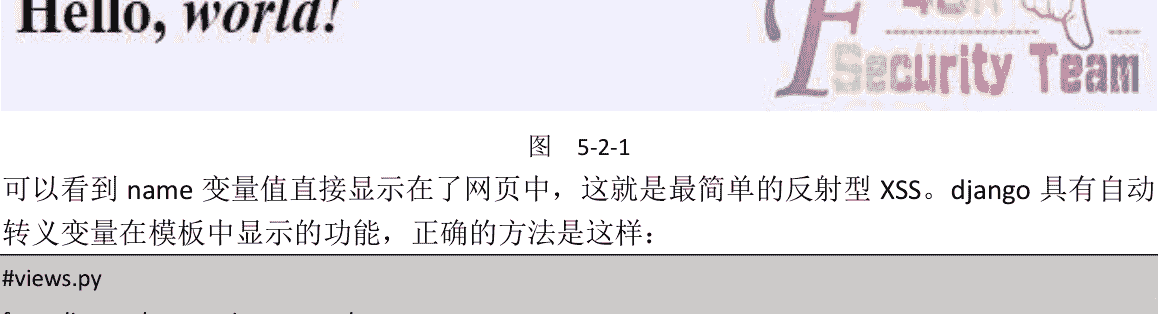 Hello, world!
Security Team
图 5-2-1
可以看到 name 变量值直接显示在了网页中，这就是最简单的反射型 XSS。django 具有自动
转义变量在模板中显示的功能，正确的方法是这样：
#views.py